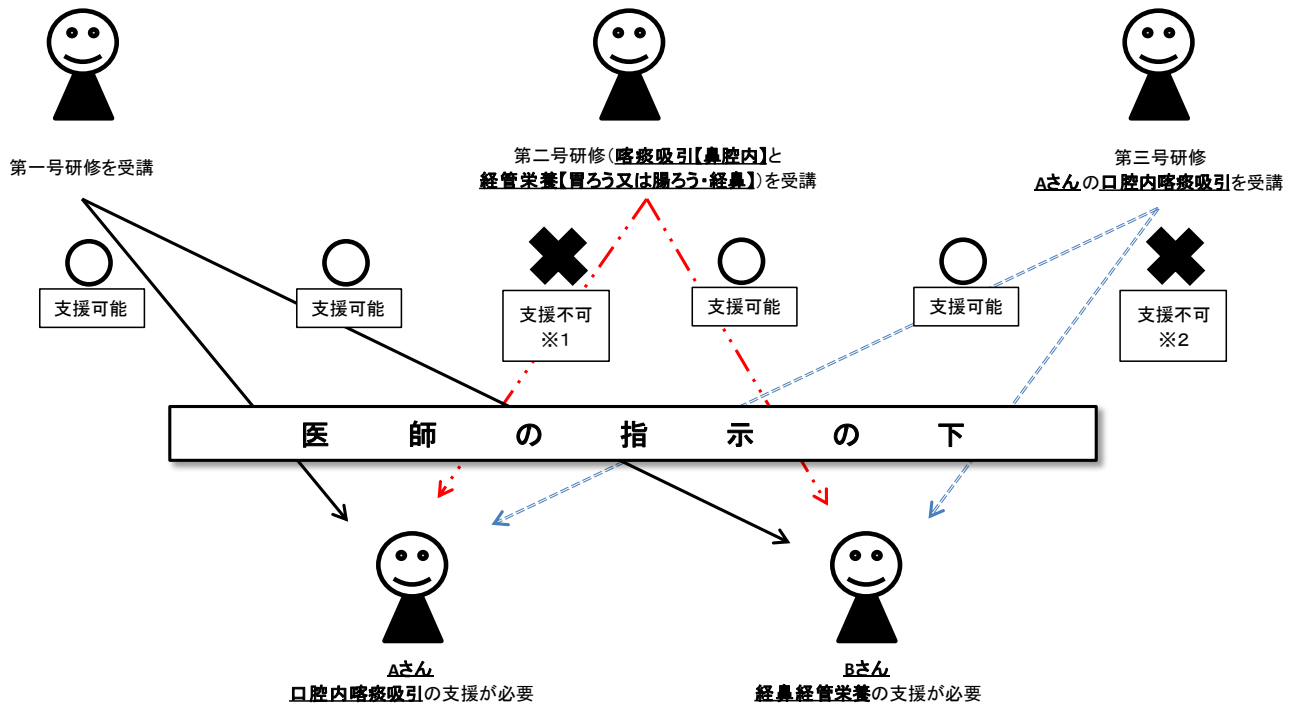 第一号研修を受講
第二号研修(喀痰吸引【鼻腔内】と
経管栄養【胃ろう又は腸ろう・経鼻】)を受講
第三号研修
Aさんの口腔内喀痰吸引を受講
支援可能
支援可能
支援不可
※1
支援可能
支援可能
支援不可
※2
医師の指示の下
Aさん
口腔内喀痰吸引の支援が必要
Bさん
経鼻経管栄養の支援が必要